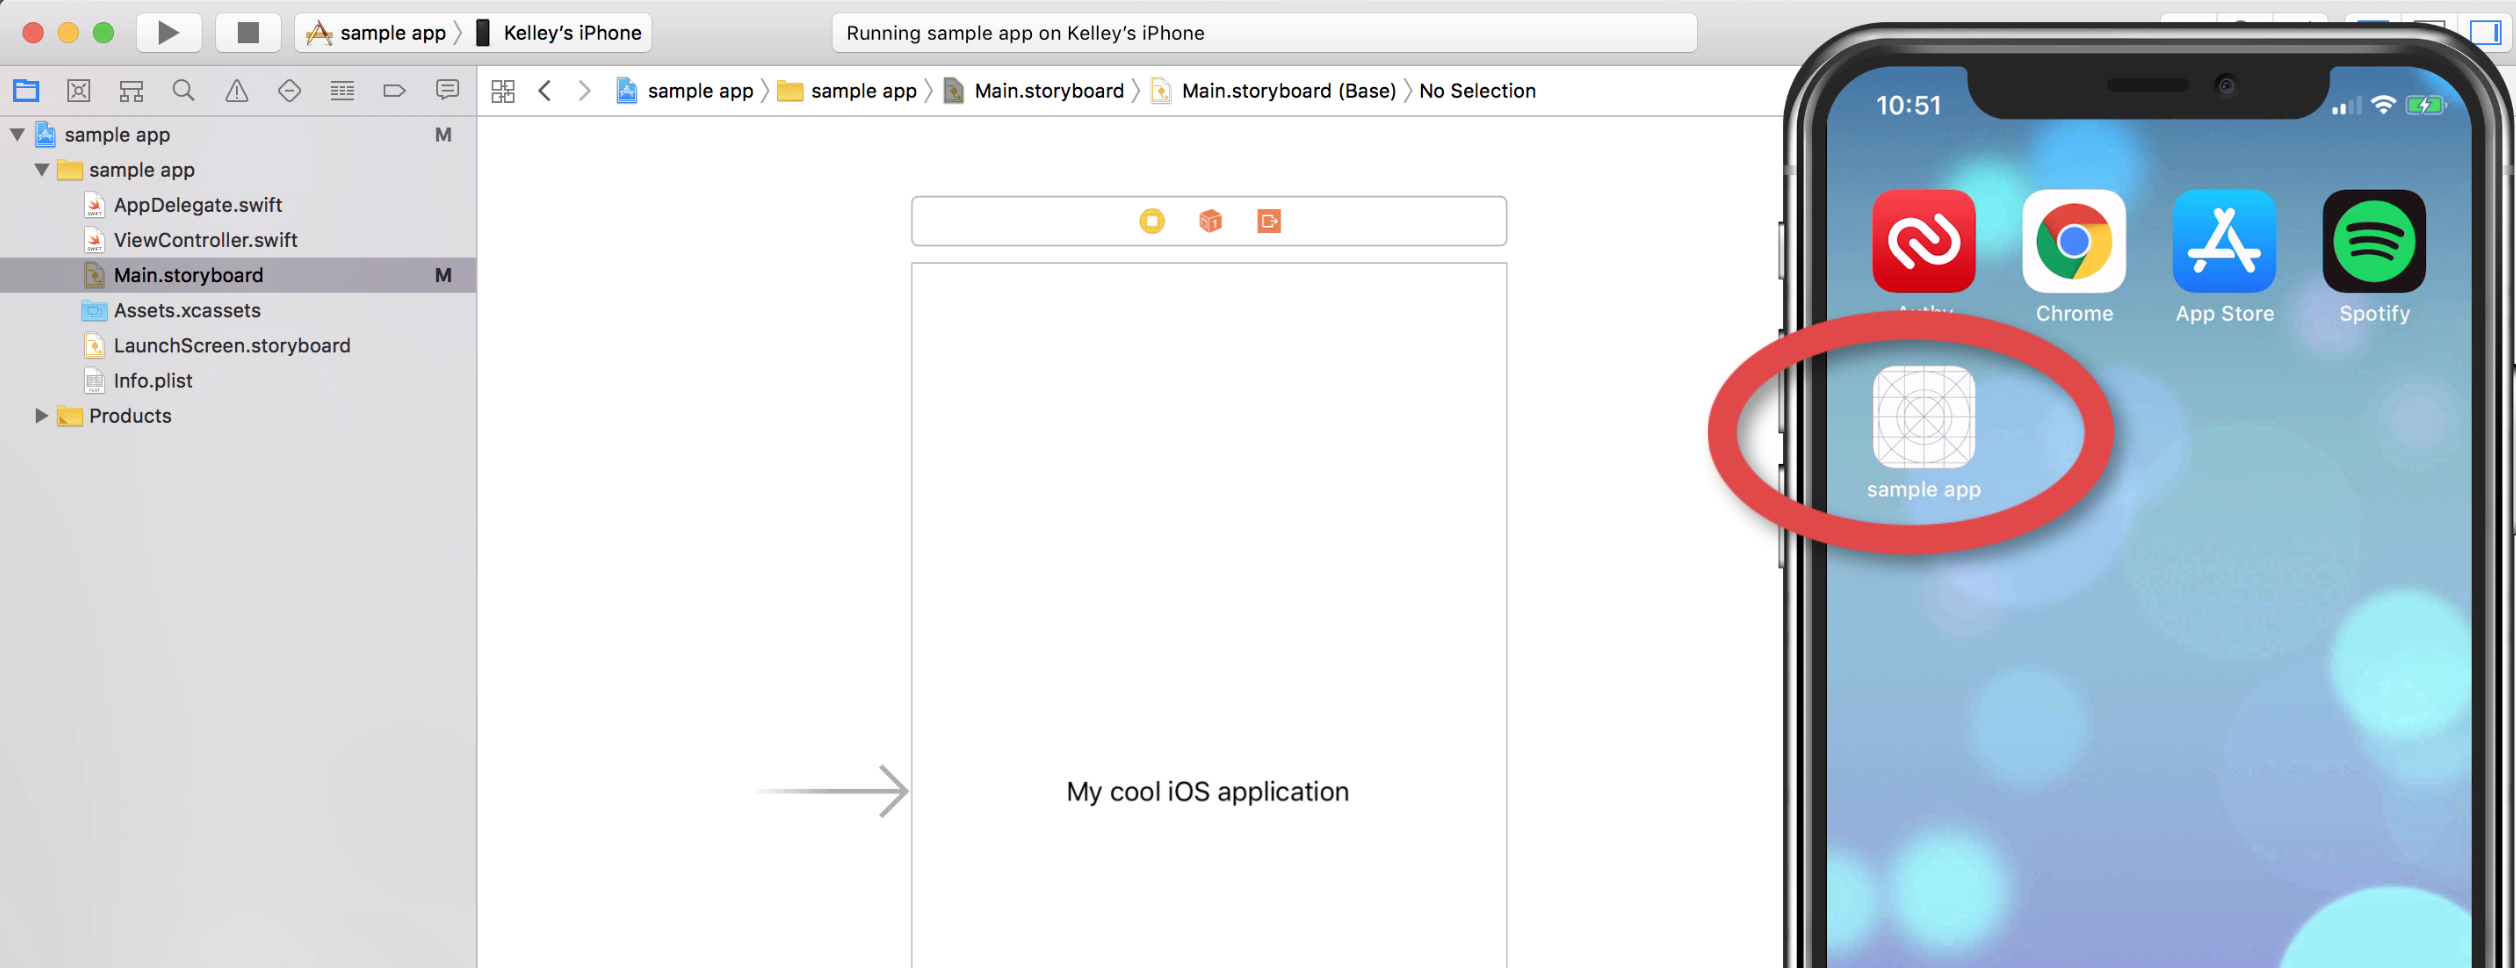 sample app 〉 Kelley’s iPhone
Running sample app on Kelley’s iPhone
sample app 〉 sample app 〉 Main.storyboard 〉 Main.storyboard (Base) 〉 No Selection
sample app M
sample app
AppDelegate.swift
ViewController.swift
Main.storyboard M
Assets.xcassets
LaunchScreen.storyboard
Info.plist
Products
My cool iOS application
10:51
Authy Chrome App Store Spotify
sample app